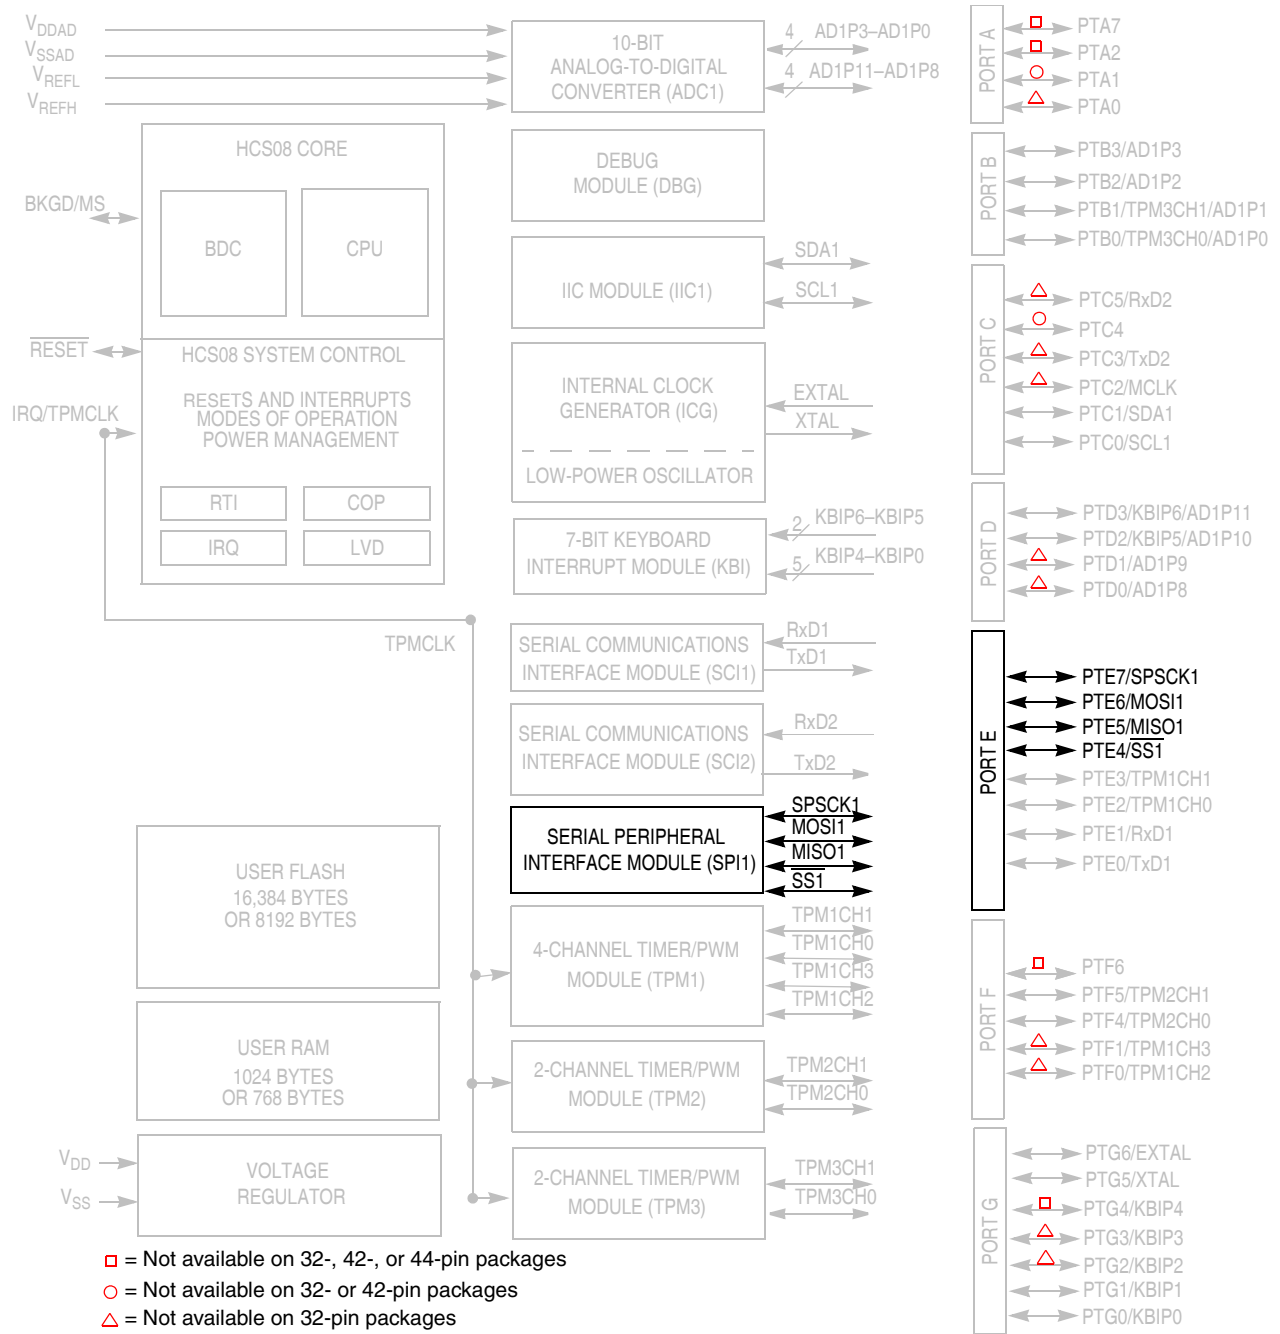 V_DDAD
V_SSAD
V_REFL
V_REFH
10-BIT
ANALOG-TO-DIGITAL
CONVERTER (ADC1)
4 AD1P3–AD1P0
4 AD1P11–AD1P8
HCS08 CORE
BDC
CPU
BKGD/MS
RESET
IRQ/TPMCLK
HCS08 SYSTEM CONTROL
RESETS AND INTERRUPTS
MODES OF OPERATION
POWER MANAGEMENT
RTI
COP
IRQ
LVD
TPMCLK
DEBUG
MODULE (DBG)
IIC MODULE (IIC1)
SDA1
SCL1
INTERNAL CLOCK
GENERATOR (ICG)
LOW-POWER OSCILLATOR
EXTAL
XTAL
7-BIT KEYBOARD
INTERRUPT MODULE (KBI)
2 KBIP6–KBIP5
5 KBIP4–KBIP0
SERIAL COMMUNICATIONS
INTERFACE MODULE (SCI1)
RxD1
TxD1
SERIAL COMMUNICATIONS
INTERFACE MODULE (SCI2)
RxD2
TxD2
SERIAL PERIPHERAL
INTERFACE MODULE (SPI1)
SPSCK1
MOSI1
MISO1
SS1
USER FLASH
16,384 BYTES
OR 8192 BYTES
4-CHANNEL TIMER/PWM
MODULE (TPM1)
TPM1CH1
TPM1CH0
TPM1CH3
TPM1CH2
USER RAM
1024 BYTES
OR 768 BYTES
2-CHANNEL TIMER/PWM
MODULE (TPM2)
TPM2CH1
TPM2CH0
V_DD
V_SS
VOLTAGE
REGULATOR
2-CHANNEL TIMER/PWM
MODULE (TPM3)
TPM3CH1
TPM3CH0
PORT A
PTA7
PTA2
PTA1
PTA0
PORT B
PTB3/AD1P3
PTB2/AD1P2
PTB1/TPM3CH1/AD1P1
PTB0/TPM3CH0/AD1P0
PORT C
PTC5/RxD2
PTC4
PTC3/TxD2
PTC2/MCLK
PTC1/SDA1
PTC0/SCL1
PORT D
PTD3/KBIP6/AD1P11
PTD2/KBIP5/AD1P10
PTD1/AD1P9
PTD0/AD1P8
PORT E
PTE7/SPSCK1
PTE6/MOSI1
PTE5/MISO1
PTE4/SS1
PTE3/TPM1CH1
PTE2/TPM1CH0
PTE1/RxD1
PTE0/TxD1
PORT F
PTF6
PTF5/TPM2CH1
PTF4/TPM2CH0
PTF1/TPM1CH3
PTF0/TPM1CH2
PORT G
PTG6/EXTAL
PTG5/XTAL
PTG4/KBIP4
PTG3/KBIP3
PTG2/KBIP2
PTG1/KBIP1
PTG0/KBIP0
= Not available on 32-, 42-, or 44-pin packages
= Not available on 32- or 42-pin packages
= Not available on 32-pin packages